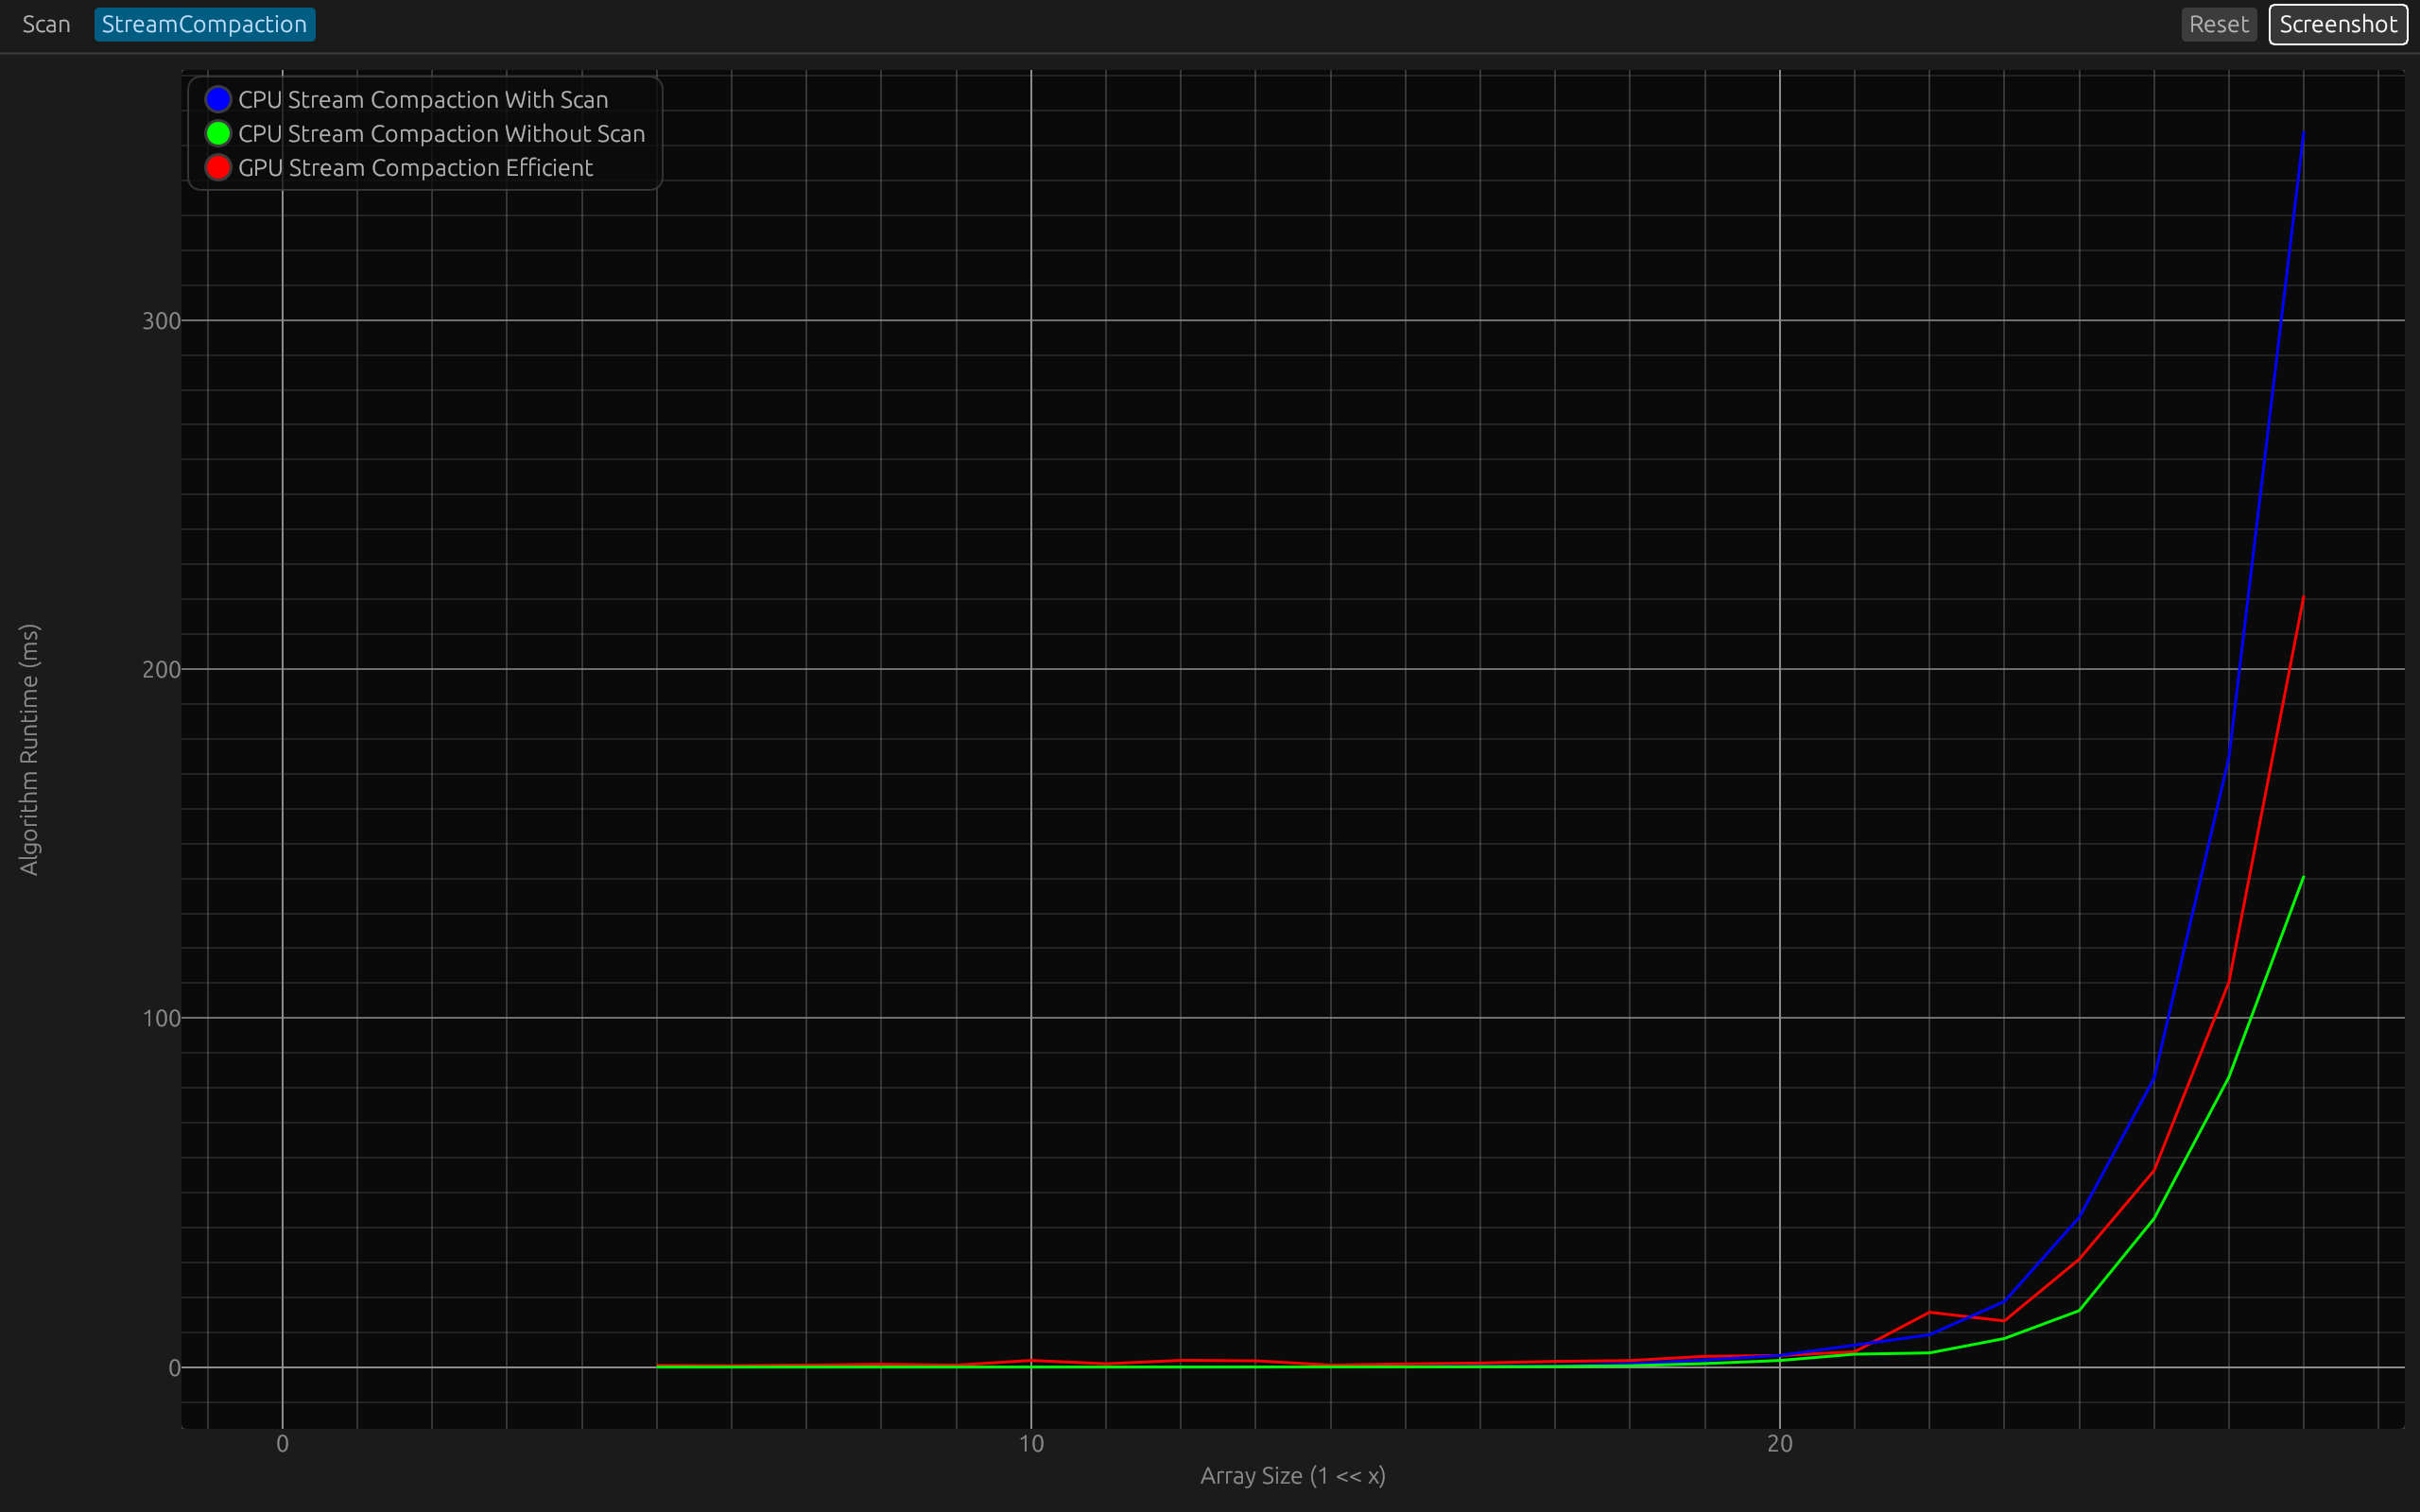 Scan StreamCompaction Reset Screenshot
CPU Stream Compaction With Scan
CPU Stream Compaction Without Scan
GPU Stream Compaction Efficient
300
200
100
0
Algorithm Runtime (ms)
0 10 20
Array Size (1 << x)